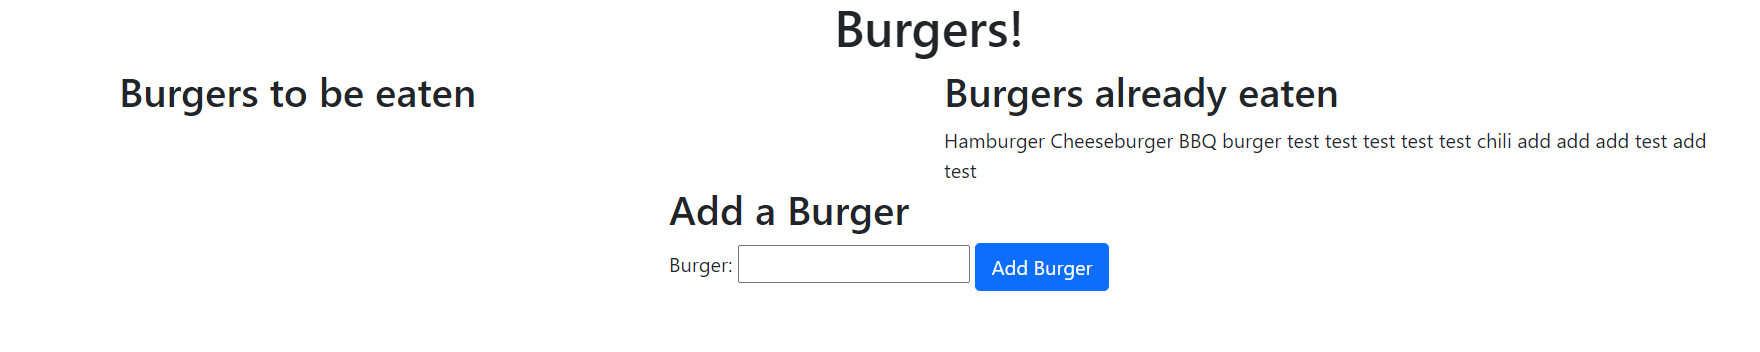 Burgers!
Burgers to be eaten
Burgers already eaten
Hamburger Cheeseburger BBQ burger test test test test test chili add add add test add
test
Add a Burger
Burger: Add Burger